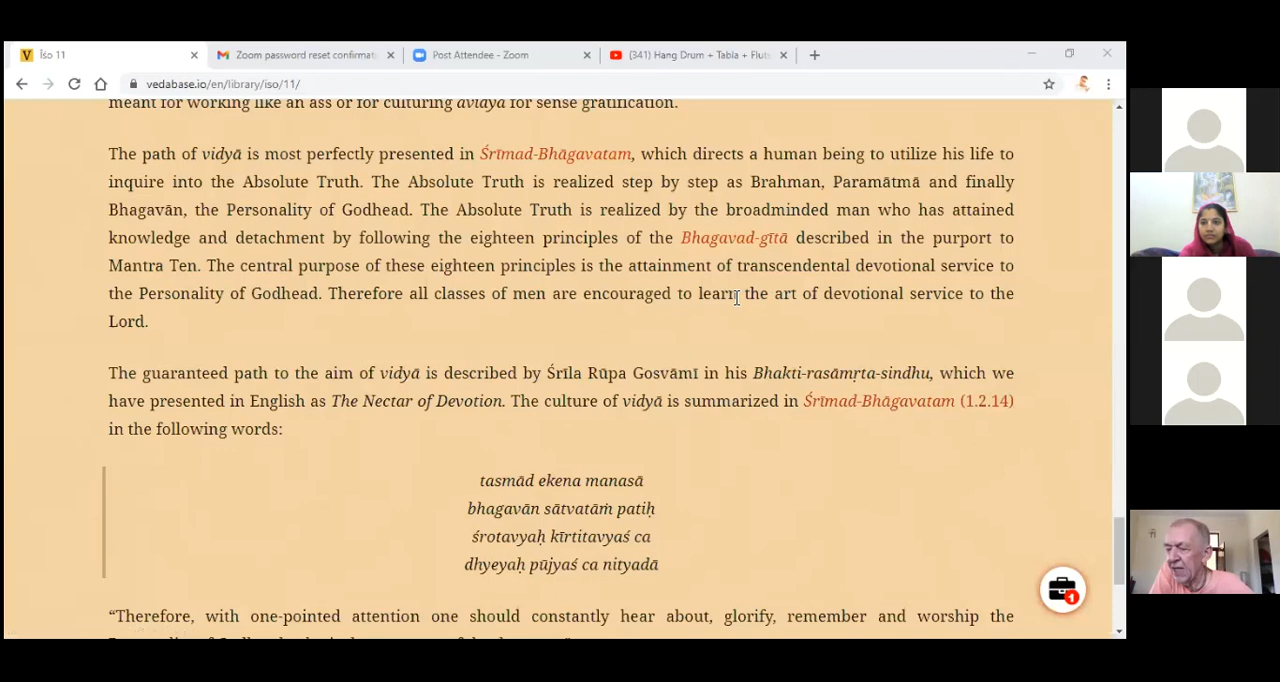 V Īśo 11
Zoom password reset confirmat
Post Attendee - Zoom
(341) Hang Drum + Tabla + Flut
vedabase.io/en/library/iso/11/
meant for working like an ass or for culturing avidyā for sense gratification.
The path of vidyā is most perfectly presented in Śrīmad-Bhāgavatam, which directs a human being to utilize his life to
inquire into the Absolute Truth. The Absolute Truth is realized step by step as Brahman, Paramātmā and finally
Bhagavān, the Personality of Godhead. The Absolute Truth is realized by the broadminded man who has attained
knowledge and detachment by following the eighteen principles of the Bhagavad-gītā described in the purport to
Mantra Ten. The central purpose of these eighteen principles is the attainment of transcendental devotional service to
the Personality of Godhead. Therefore all classes of men are encouraged to learn the art of devotional service to the
Lord.
The guaranteed path to the aim of vidyā is described by Śrīla Rūpa Gosvāmī in his Bhakti-rasāmṛta-sindhu, which we
have presented in English as The Nectar of Devotion. The culture of vidyā is summarized in Śrīmad-Bhāgavatam (1.2.14)
in the following words:
tasmād ekena manasā
bhagavān sātvatāṁ patiḥ
śrotavyaḥ kīrtitavyaś ca
dhyeyaḥ pūjyaś ca nityadā
“Therefore, with one-pointed attention one should constantly hear about, glorify, remember and worship the
1